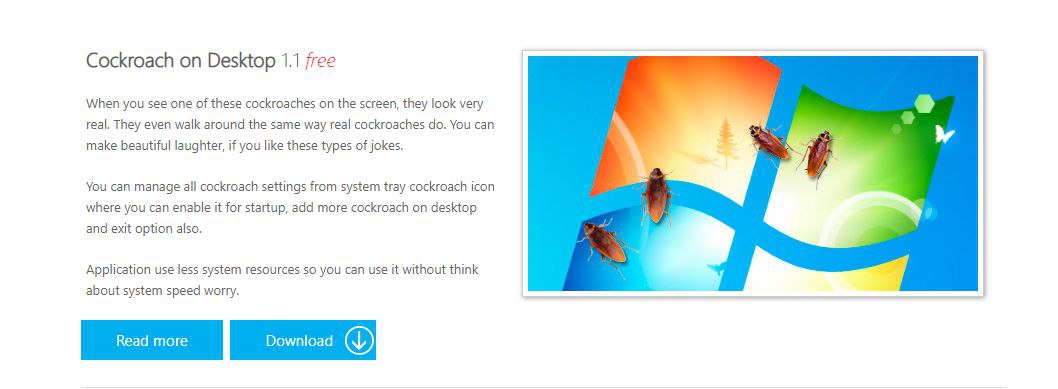 Cockroach on Desktop 1.1 free
When you see one of these cockroaches on the screen, they look very
real. They even walk around the same way real cockroaches do. You can
make beautiful laughter, if you like these types of jokes.
You can manage all cockroach settings from system tray cockroach icon
where you can enable it for startup, add more cockroach on desktop
and exit option also.
Application use less system resources so you can use it without think
about system speed worry.
Read more
Download